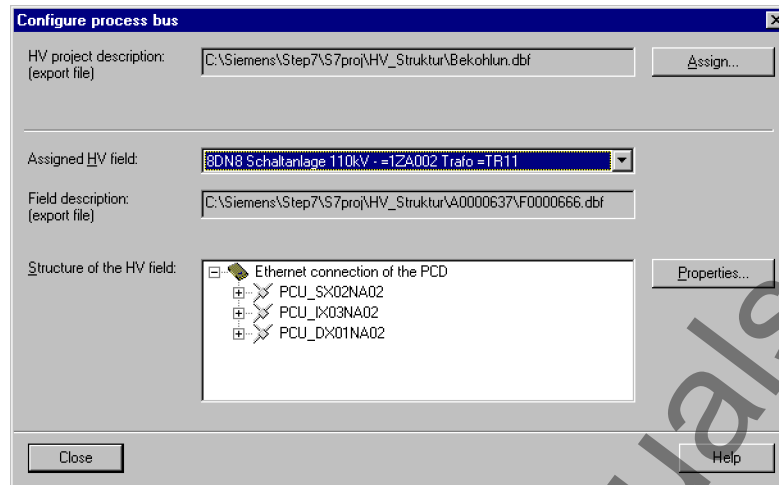 Configure process bus
HV project description:
(export file)
C:\Siemens\Step7\S7proj\HV_Struktur\Bekohlun.dbf
Assign...
Assigned HV field:
8DN8 Schaltanlage 110kV - =1ZA002 Trafo =TR11
Field description:
(export file)
C:\Siemens\Step7\S7proj\HV_Struktur\A0000637\F0000666.dbf
Structure of the HV field:
Ethernet connection of the PCD
PCU_SX02NA02
PCU_IX03NA02
PCU_DX01NA02
Properties...
Close
Help